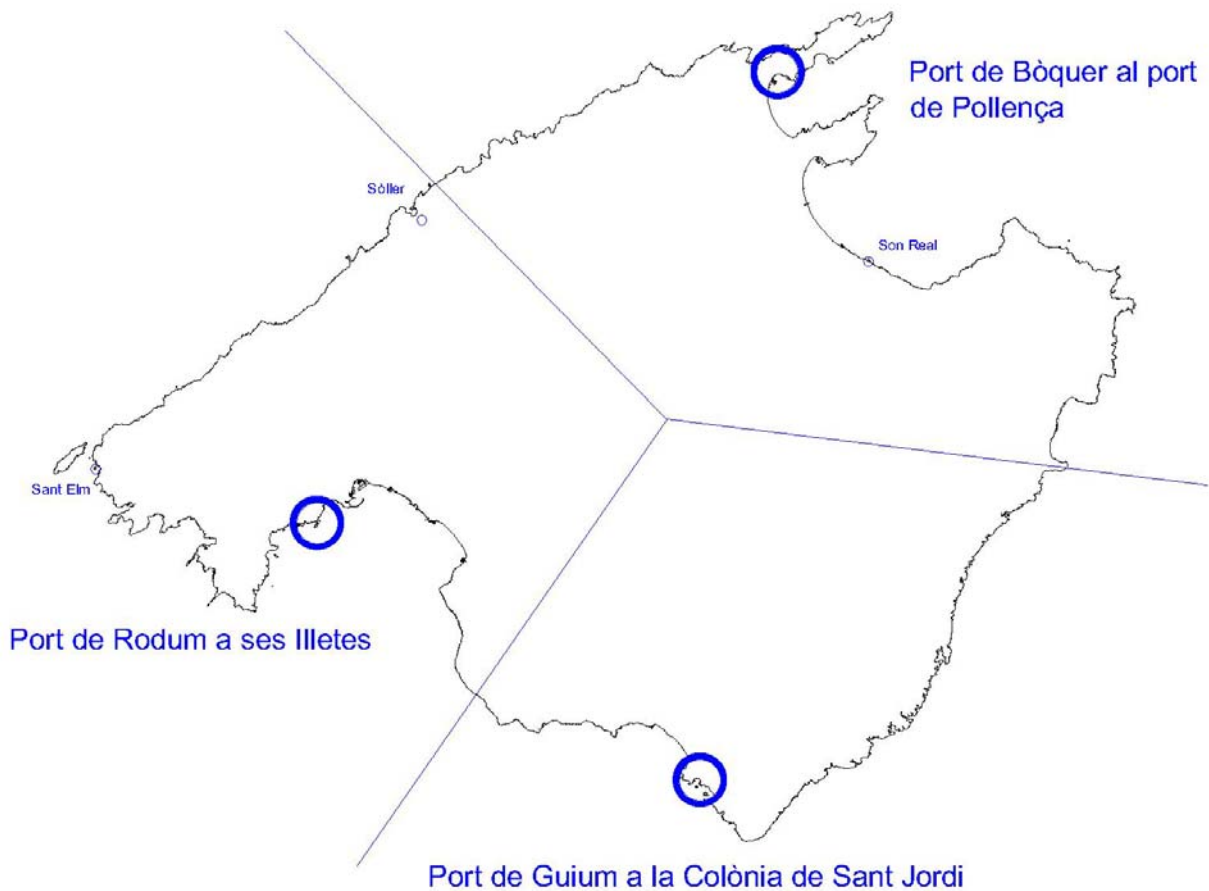 Port de Bòquer al port
de Pollença
Sòller
Son Real
Sant Elm
Port de Rodum a ses Illetes
Port de Guium a la Colònia de Sant Jordi